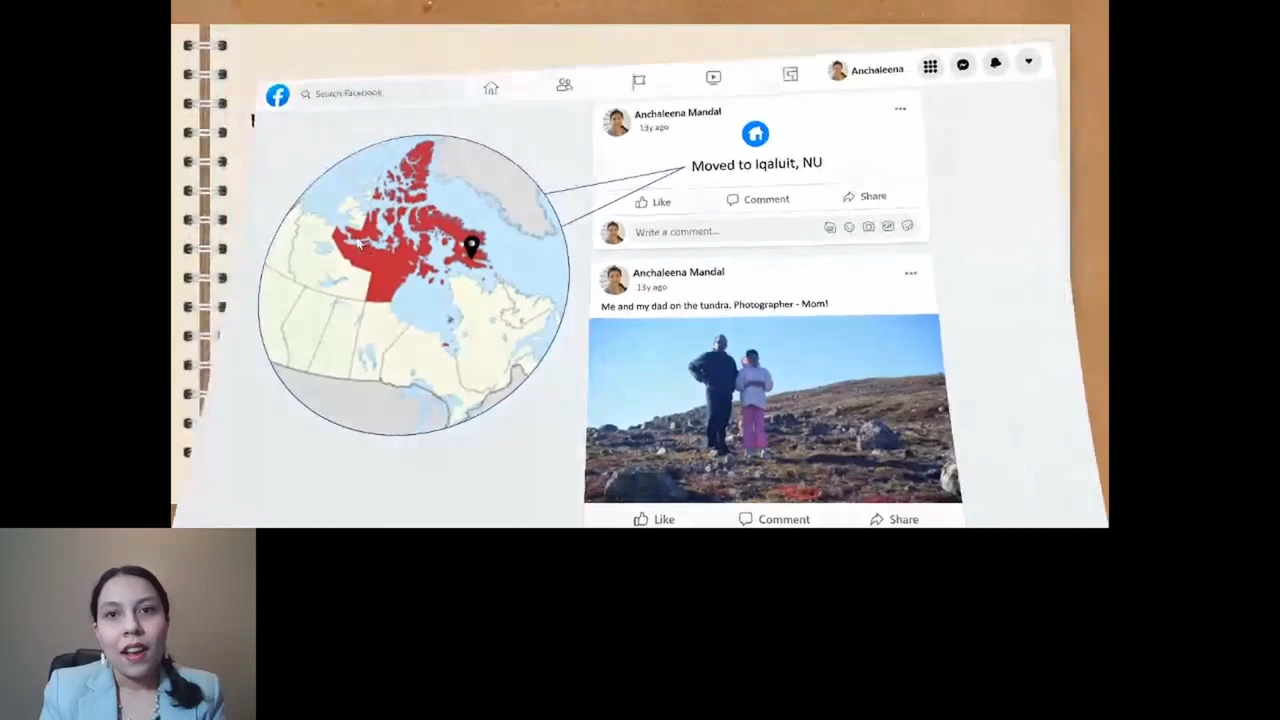 Search Facebook
Anchaleena
Anchaleena Mandal
13y ago
Moved to Iqaluit, NU
Like
Comment
Share
Write a comment...
GIF
Anchaleena Mandal
13y ago
Me and my dad on the tundra. Photographer - Mom!
Like
Comment
Share